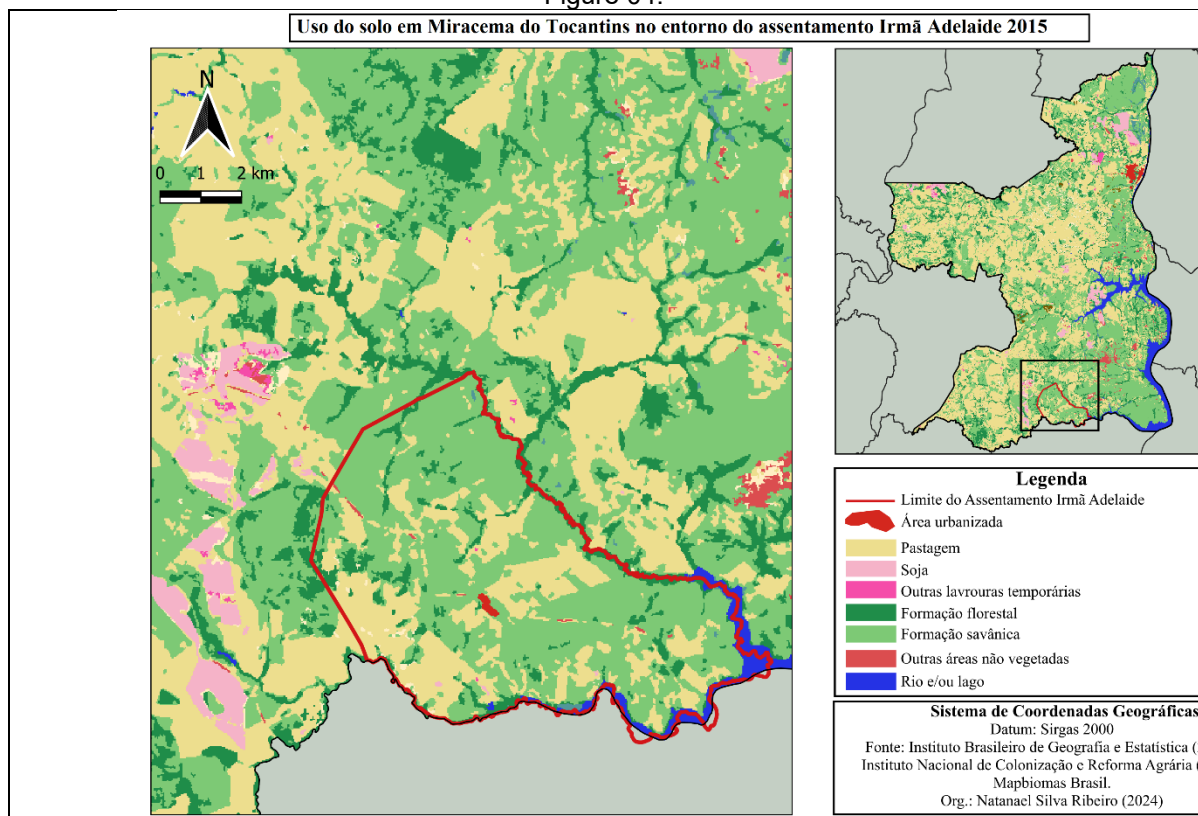 Uso do solo em Miracema do Tocantins no entorno do assentamento Irmã Adelaide 2015
N
0 1 2 km
Legenda
Limite do Assentamento Irmã Adelaide
Área urbanizada
Pastagem
Soja
Outras lavrouras temporárias
Formação florestal
Formação savânica
Outras áreas não vegetadas
Rio e/ou lago
Sistema de Coordenadas Geográficas
Datum: Sirgas 2000
Fonte: Instituto Brasileiro de Geografia e Estatística (
Instituto Nacional de Colonização e Reforma Agrária (
Mapbiomas Brasil.
Org.: Natanael Silva Ribeiro (2024)